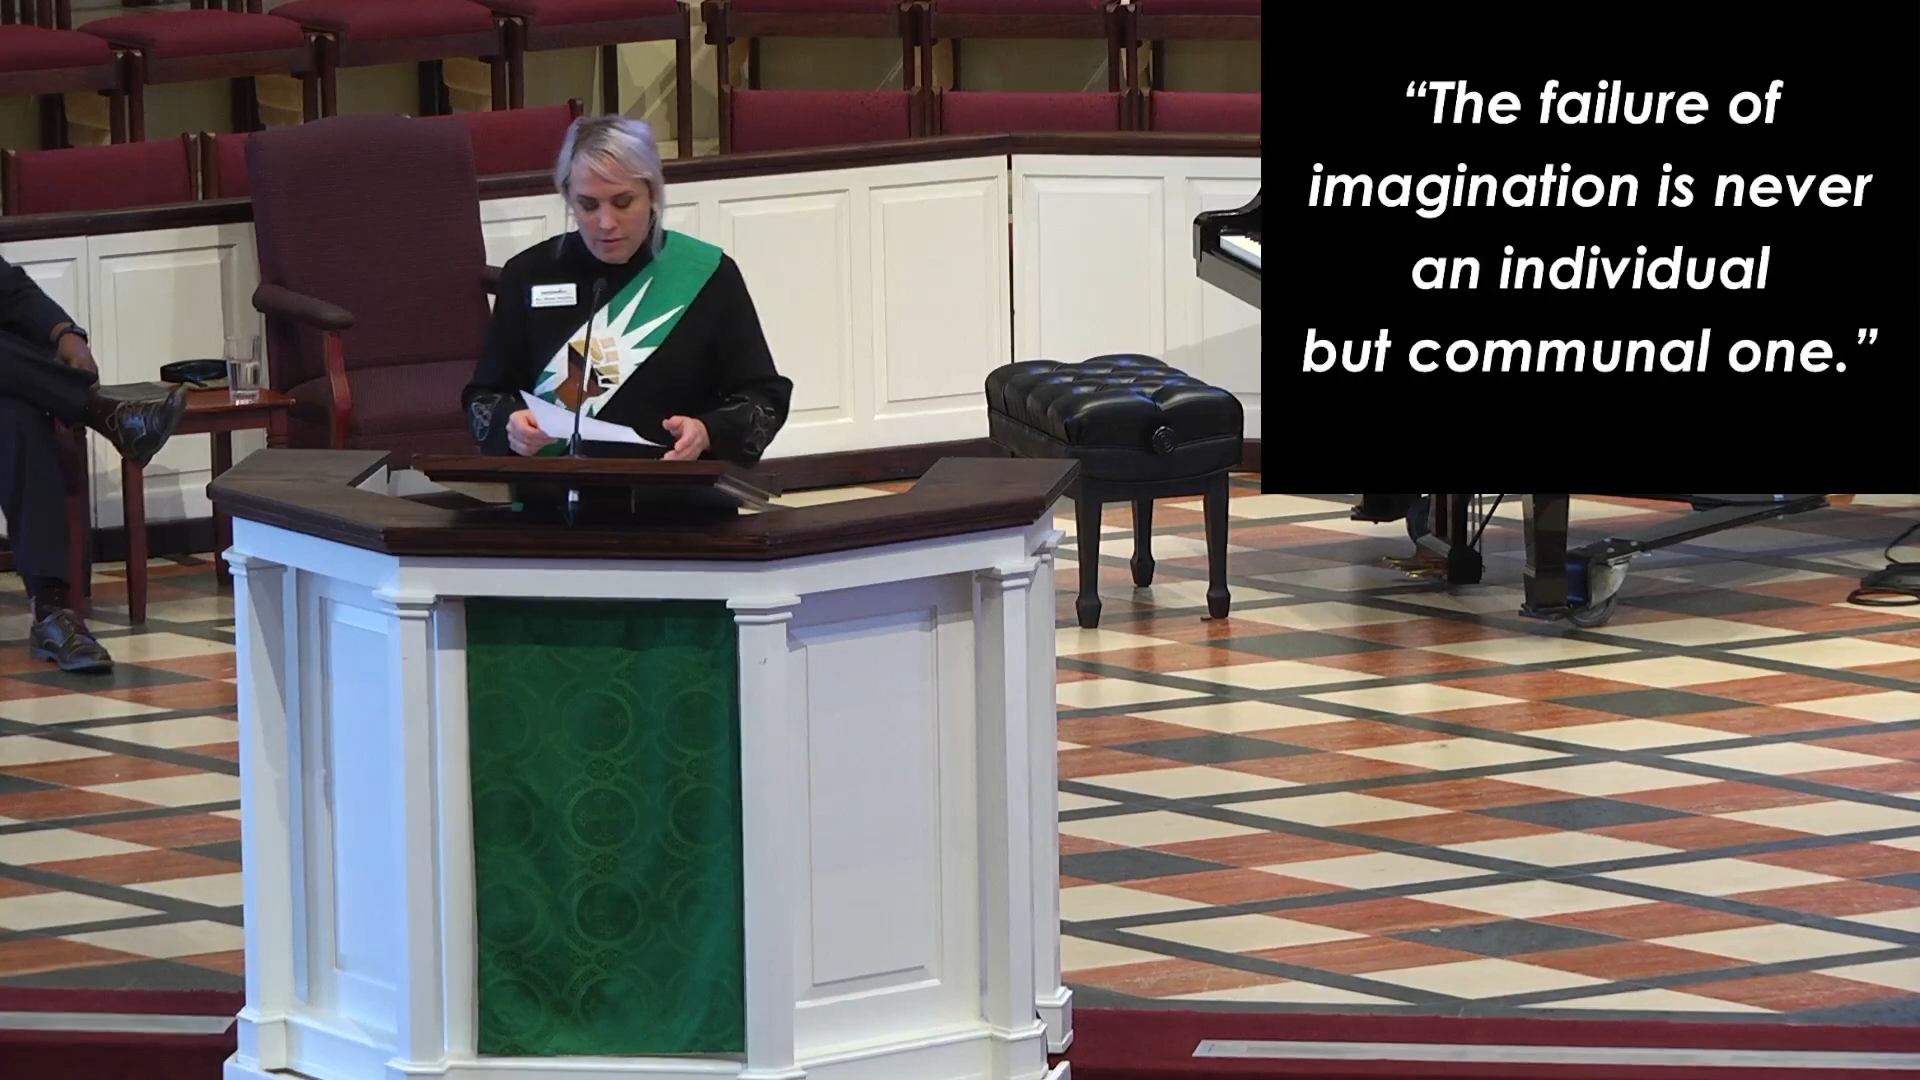 “The failure of
imagination is never
an individual
but communal one.”